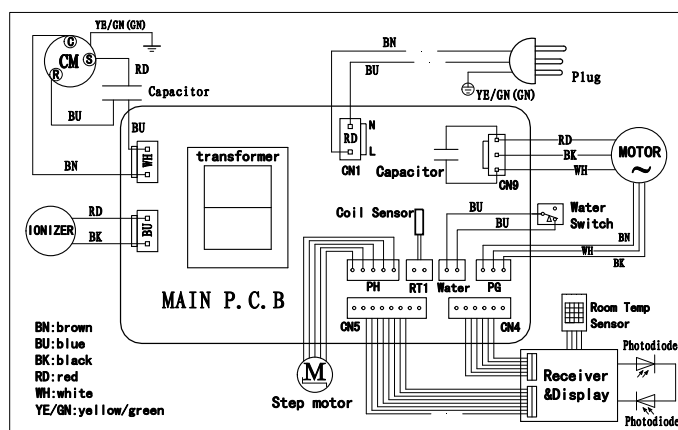 YE/GN(GN)
C
CM
S
R
RD
Capacitor
BU
BU
BN
WH
BN
BU
YE/GN(GN)
Plug
RD
N
L
CN1
transformer
Capacitor
CN9
RD
BK
WH
MOTOR
~
Coil Sensor
BU
BU
Water
Switch
BN
WH
BK
IONIZER
RD
BK
BU
PH
RT1
Water
PG
MAIN P.C.B
CN5
CN4
Room Temp
Sensor
BN:brown
BU:blue
BK:black
RD:red
WH:white
YE/GN:yellow/green
M
Step motor
Receiver
&Display
Photodiode
Photodiode